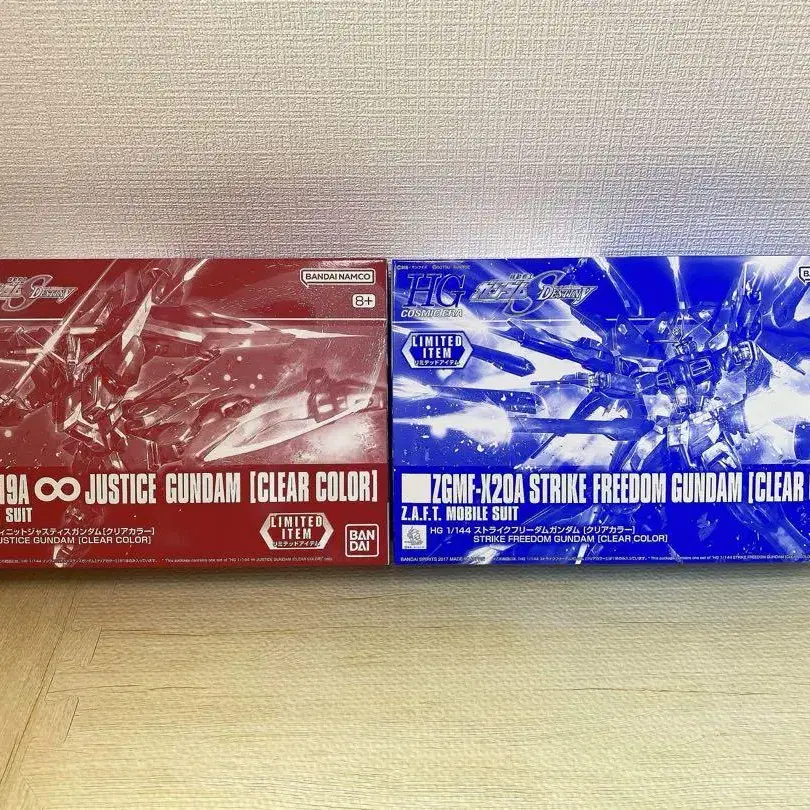 DESTINY
BANDAI NAMCO
8+
19A ∞ JUSTICE GUNDAM [CLEAR COLOR]
SUIT
ィニットジャスティスガンダム[クリアカラー]
JUSTICE GUNDAM [CLEAR COLOR]
LIMITED
ITEM
リミテッドアイテム
BAN
DAI
HG
COSMIC ERA
DESTINY
LIMITED
ITEM
リミテッドアイテム
ZGMF-X20A STRIKE FREEDOM GUNDAM [CLEAR
Z.A.F.T. MOBILE SUIT
HG 1/144 ストライクフリーダムガンダム [クリアカラー]
STRIKE FREEDOM GUNDAM [CLEAR COLOR]